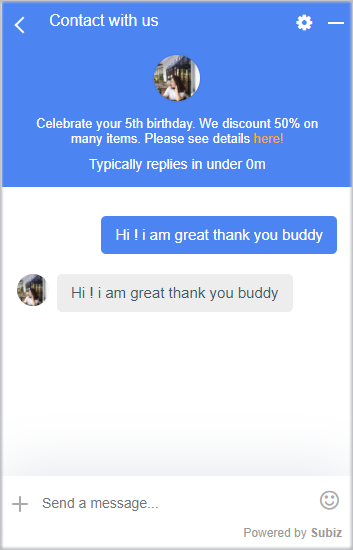 Contact with us
Celebrate your 5th birthday. We discount 50% on
many items. Please see details here!
Typically replies in under 0m
Hi ! i am great thank you buddy
Hi ! i am great thank you buddy
Send a message...
Powered by Subiz